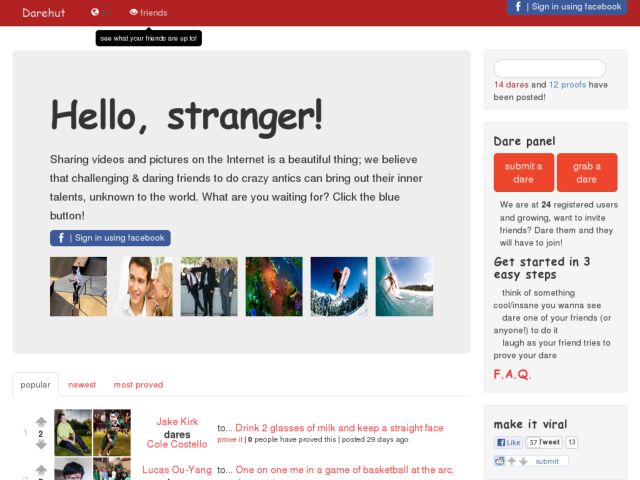 Darehut
friends
f | Sign in using facebook
see what your friends are up to!
Hello, stranger!
Sharing videos and pictures on the Internet is a beautiful thing; we believe
that challenging & daring friends to do crazy antics can bring out their inner
talents, unknown to the world. What are you waiting for? Click the blue
button!
f | Sign in using facebook
14 dares and 12 proofs have
been posted!
Dare panel
submit a
dare
grab a
dare
We are at 24 registered users
and growing, want to invite
friends? Dare them and they
will have to join!
Get started in 3
easy steps
think of something
cool/insane you wanna see
dare one of your friends (or
anyone!) to do it
laugh as your friend tries to
prove your dare
F.A.Q.
make it viral
Like 57 Tweet 13
submit
popular newest most proved
1
2
Jake Kirk
dares
Cole Costello
to... Drink 2 glasses of milk and keep a straight face
prove it | 0 people have proved this | posted 29 days ago
5
Lucas Ou-Yang
to... One on one me in a game of basketball at the arc,